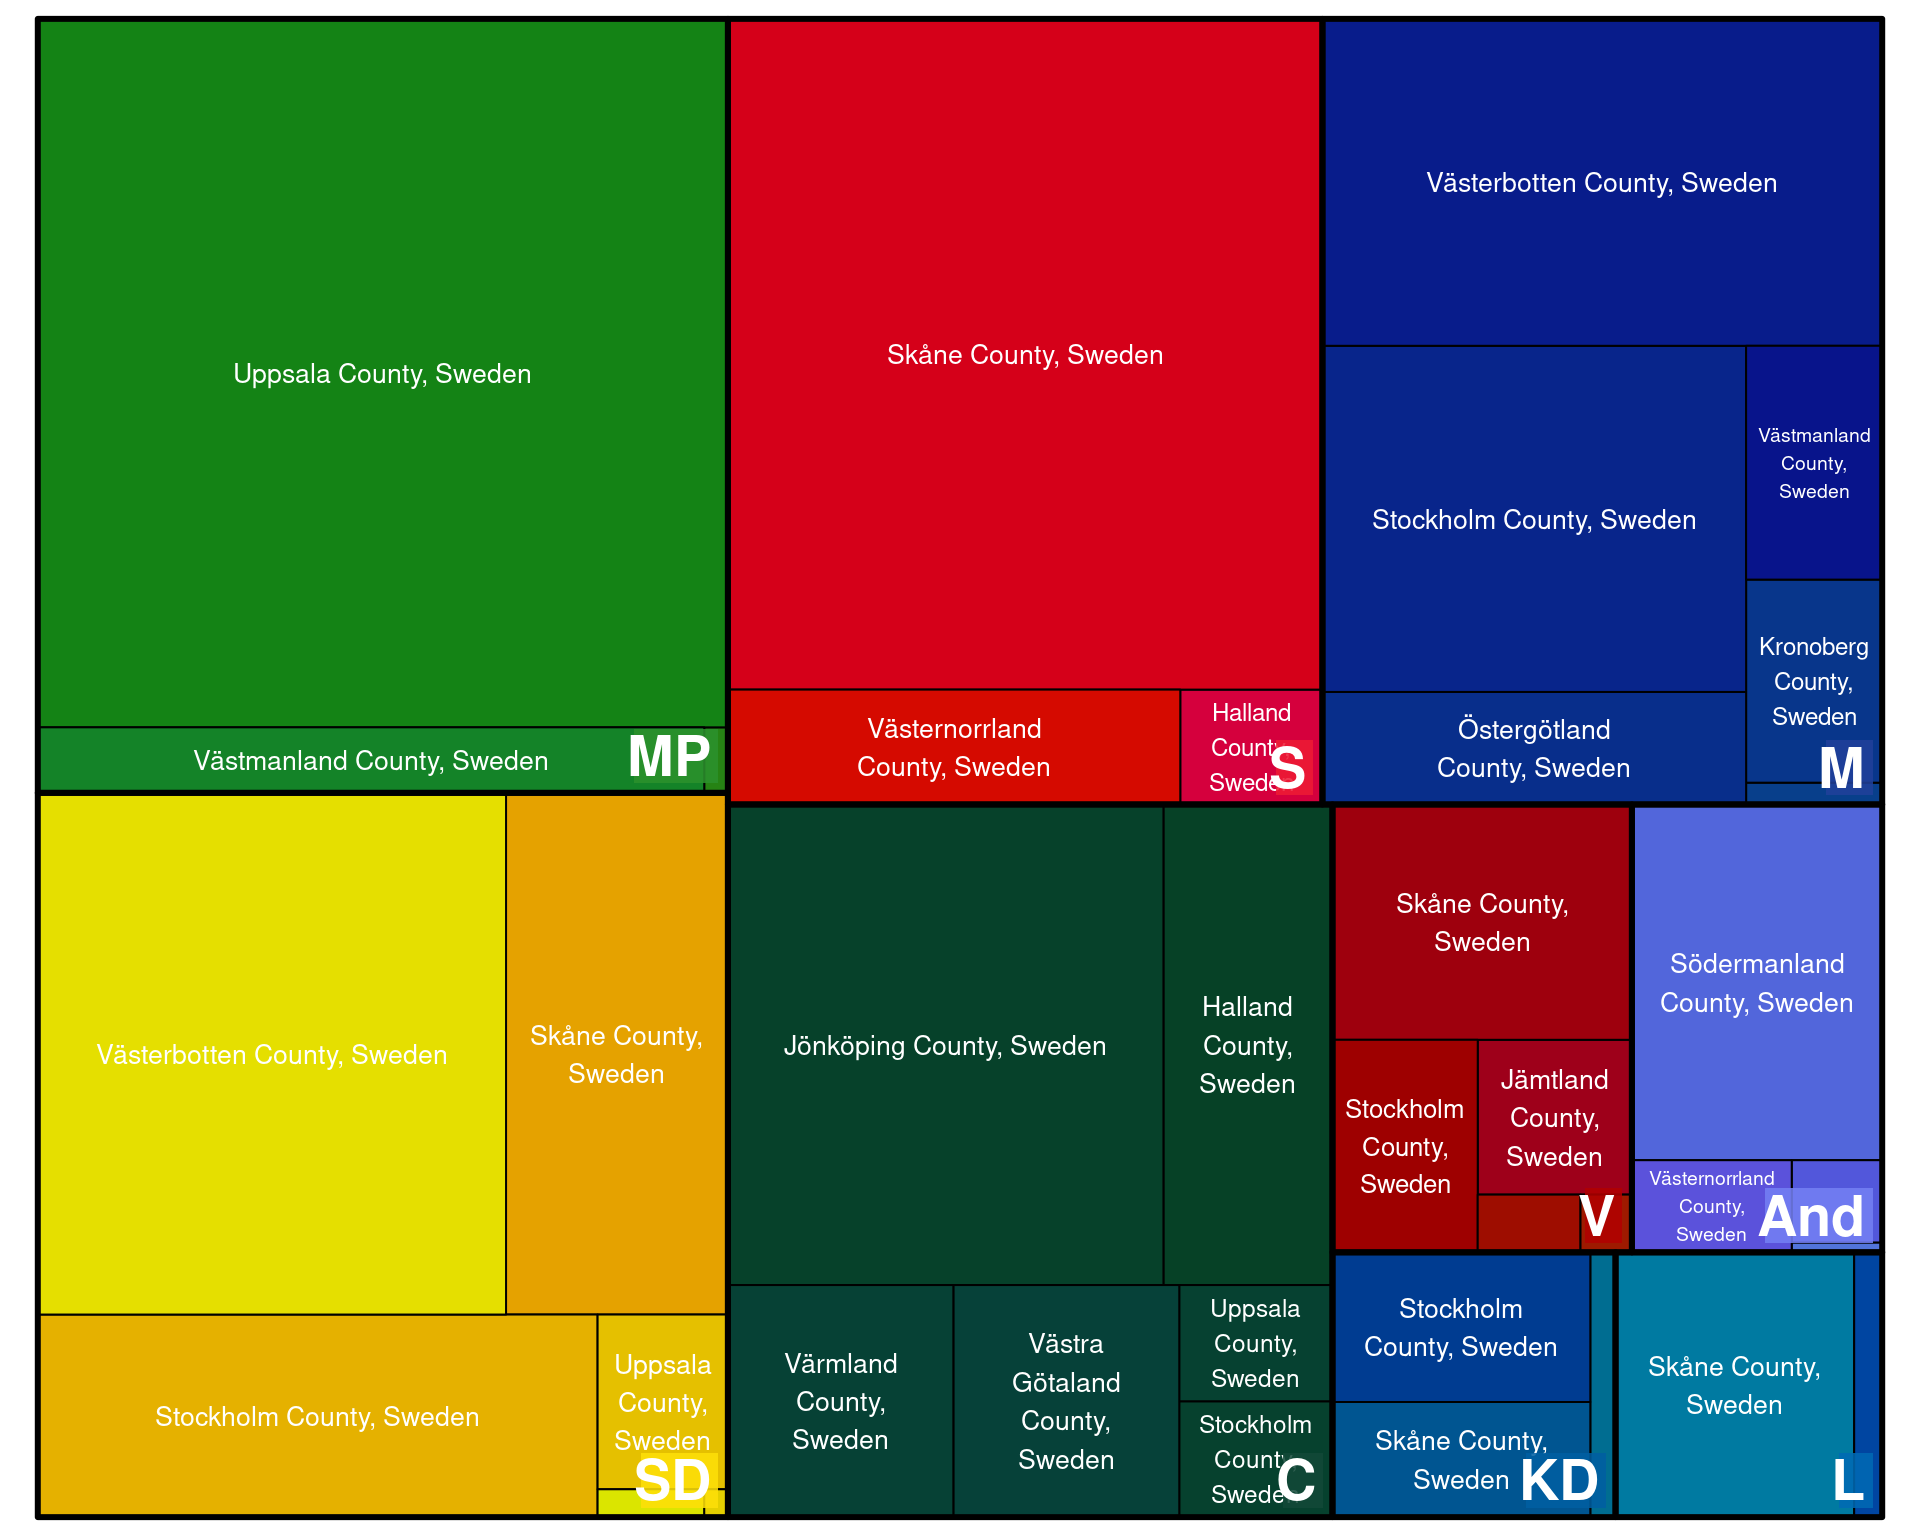 Uppsala County, Sweden
Västmanland County, Sweden
MP
Skåne County, Sweden
Västernorrland
County, Sweden
Halland
County,
Sweden
S
Västerbotten County, Sweden
Stockholm County, Sweden
Västmanland
County,
Sweden
Kronoberg
County,
Sweden
Östergötland
County, Sweden
M
Västerbotten County, Sweden
Skåne County,
Sweden
Stockholm County, Sweden
Uppsala
County,
Sweden
SD
Jönköping County, Sweden
Halland
County,
Sweden
Värmland
County,
Sweden
Västra
Götaland
County,
Sweden
Uppsala
County,
Sweden
Stockholm
County,
Sweden
C
Skåne County,
Sweden
Stockholm
County,
Sweden
Jämtland
County,
Sweden
V
Södermanland
County, Sweden
Västernorrland
County,
Sweden
And
Stockholm
County, Sweden
Skåne County,
Sweden
KD
Skåne County,
Sweden
L